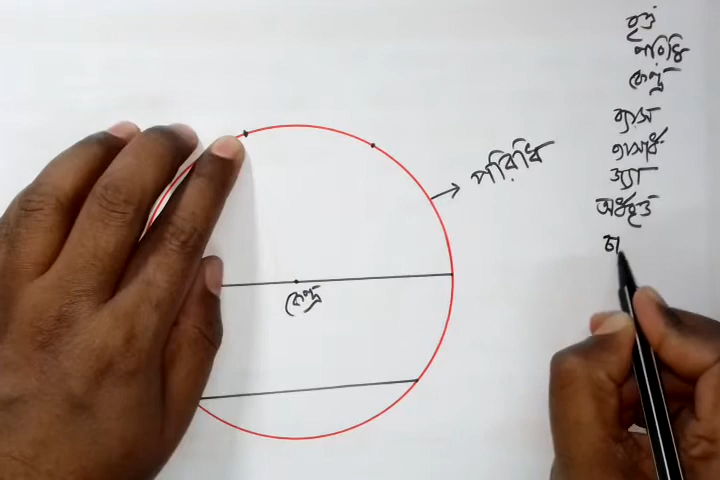 পরিধি
কেন্দ্র
বৃত্ত
পরিধি
কেন্দ্র
ব্যাস
ব্যাসার্ধ
জ্যা
অর্ধবৃত্ত
চা